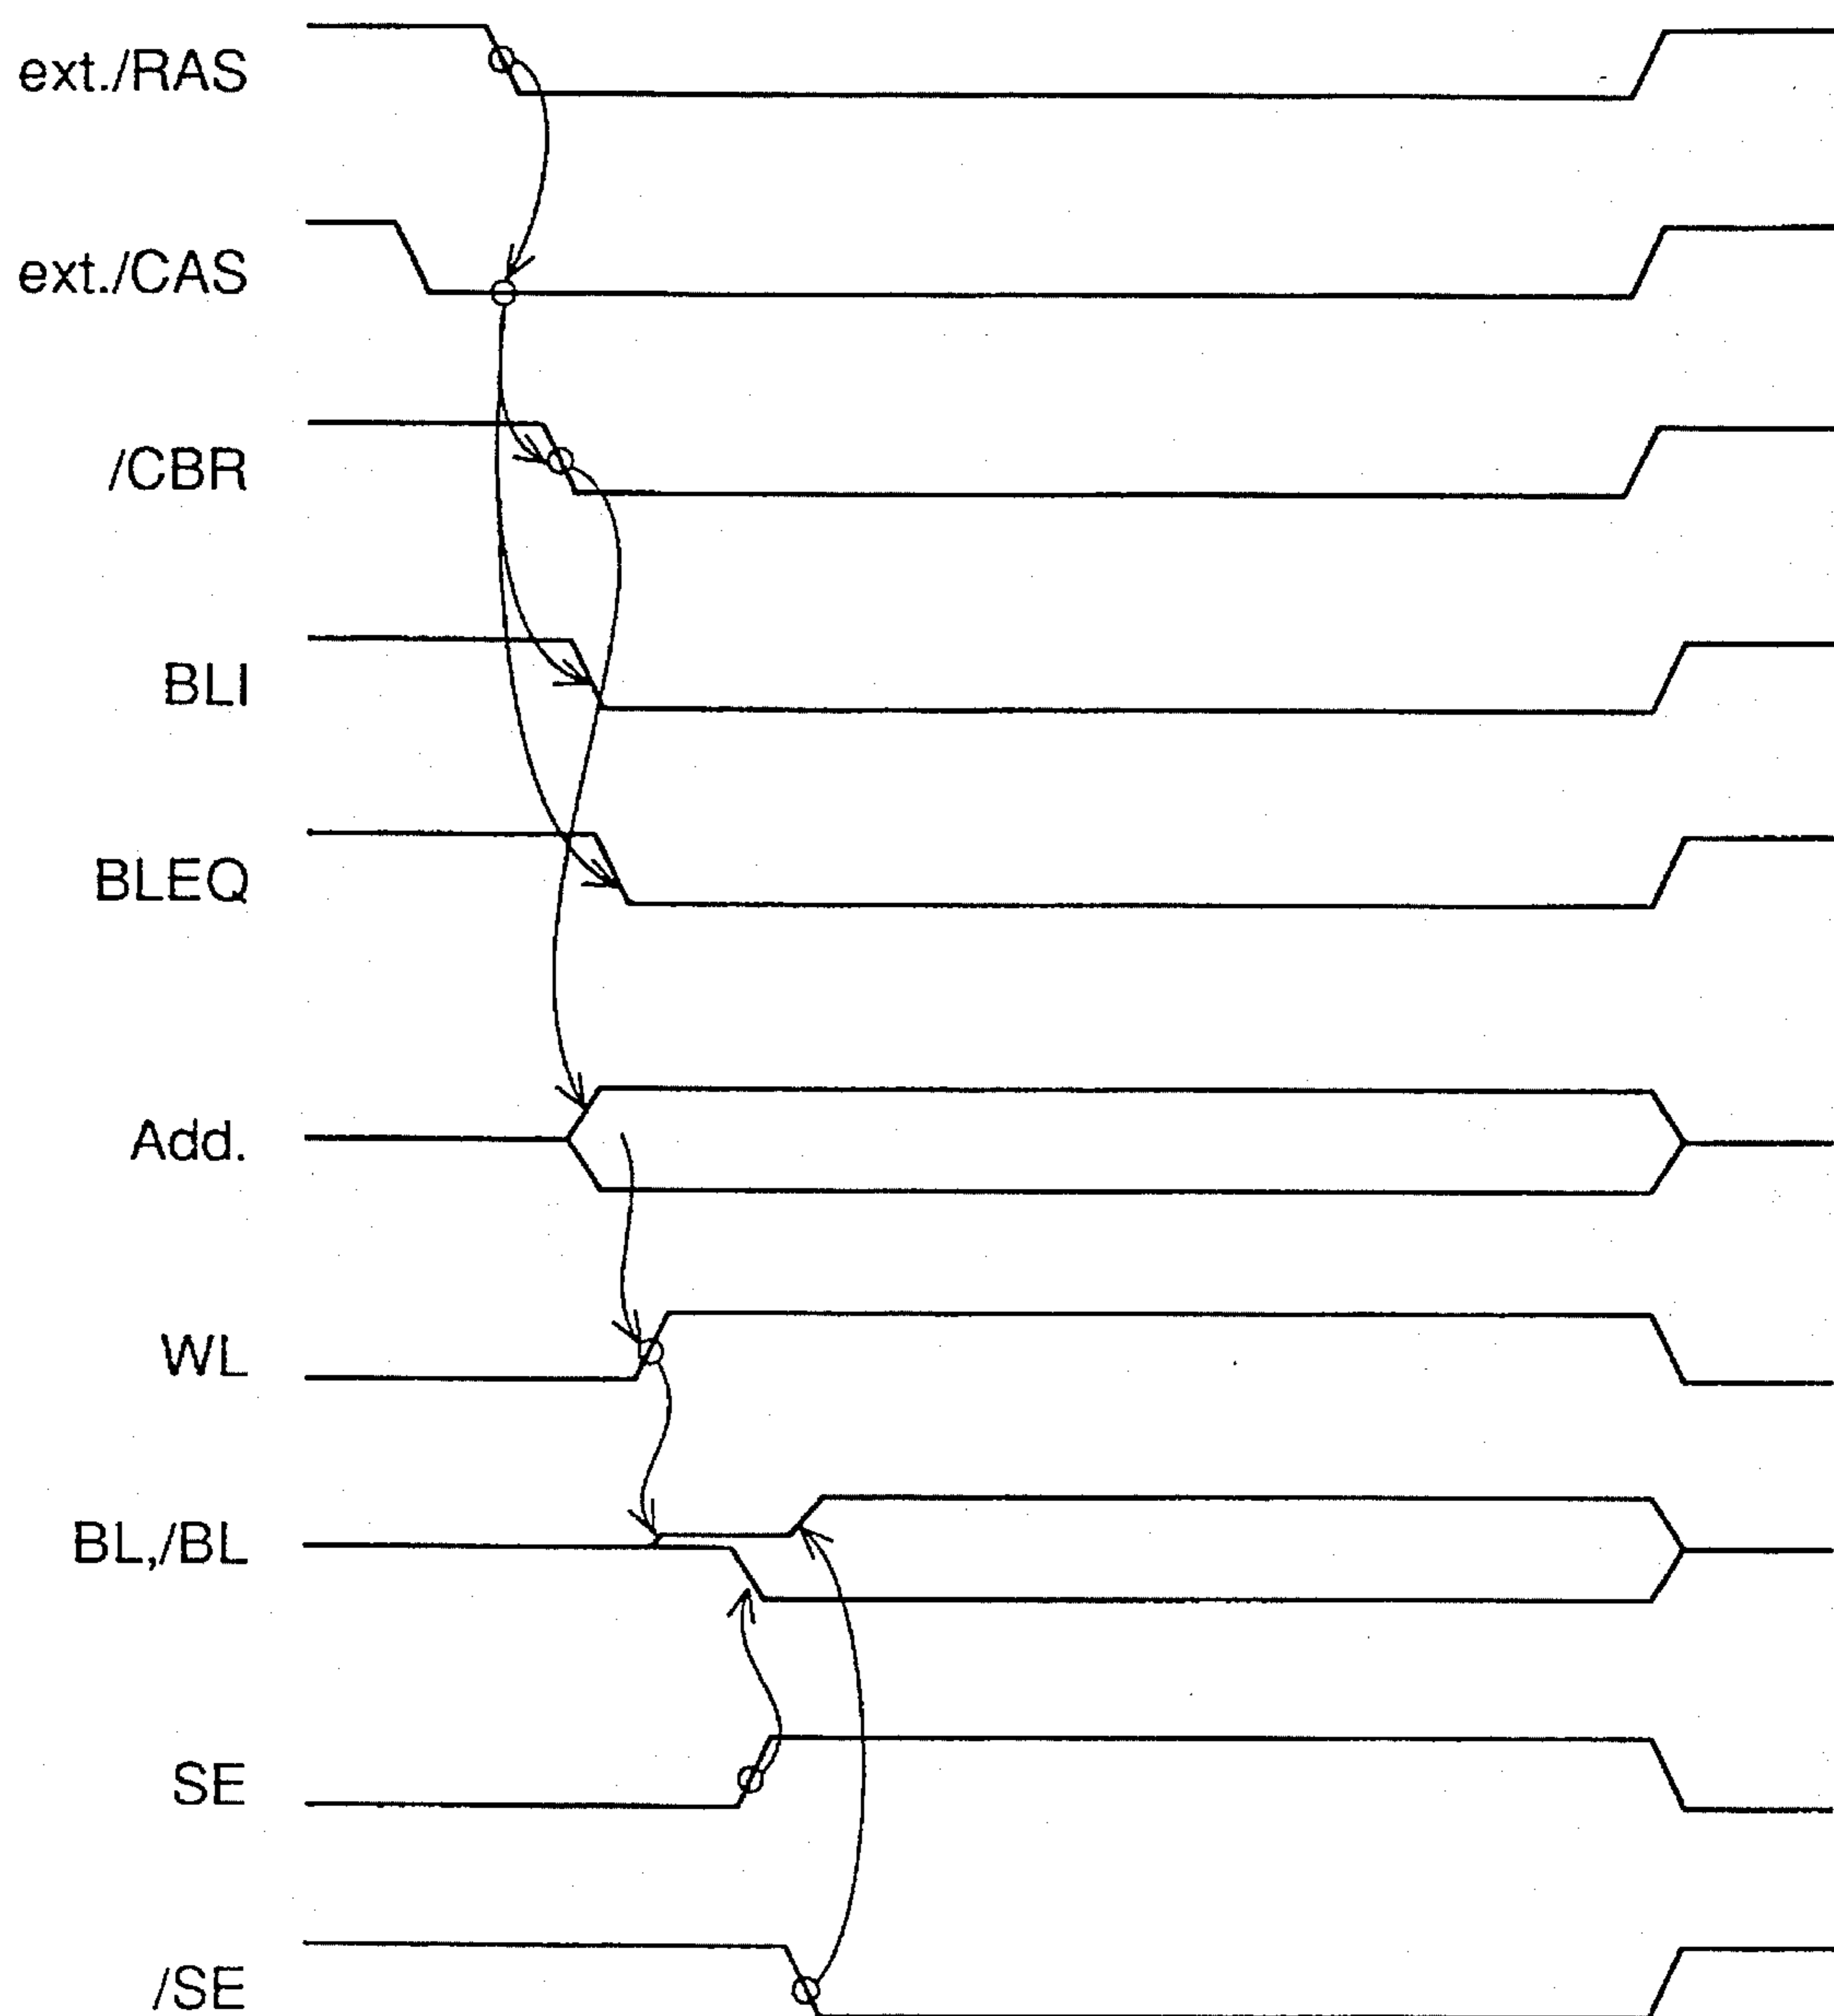 ext./RAS
ext./CAS
/CBR
BLI
BLEQ
Add.
WL
BL,/BL
SE
/SE